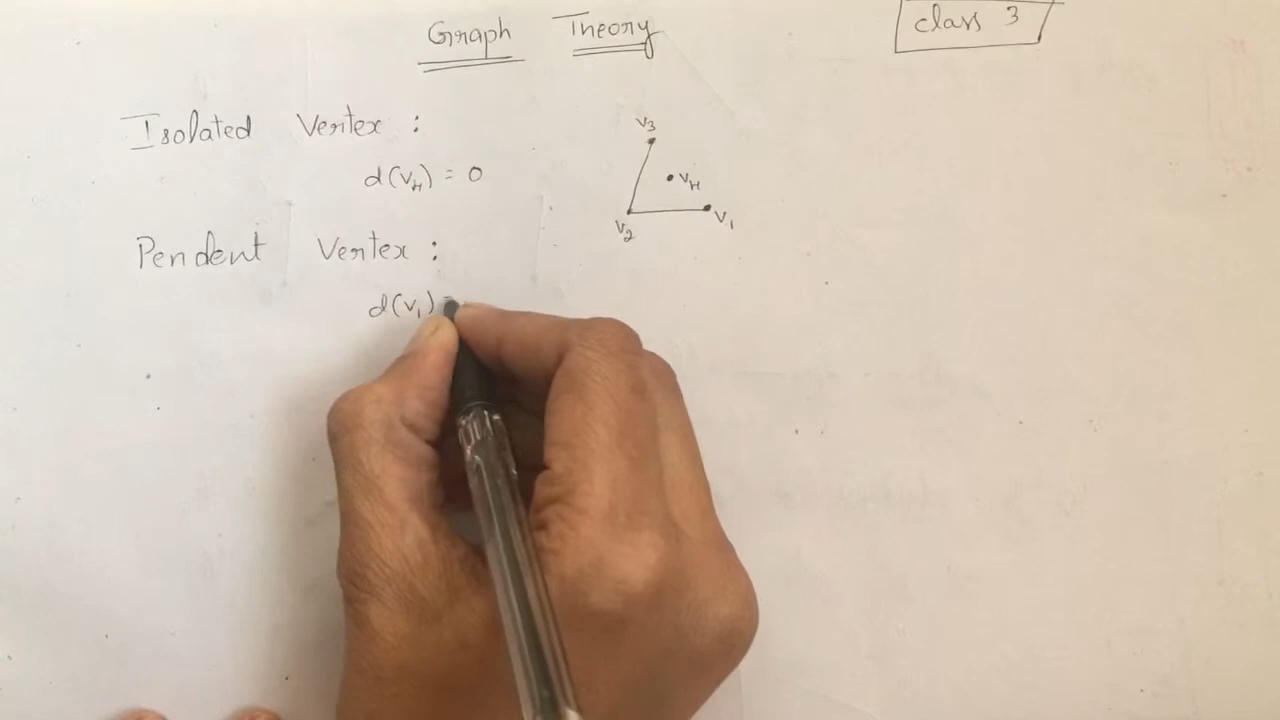 Graph Theory
class 3
Isolated Vertex :
d(v4) = 0
Pendent Vertex :
d(v1) =
v3
v4
v2
v1